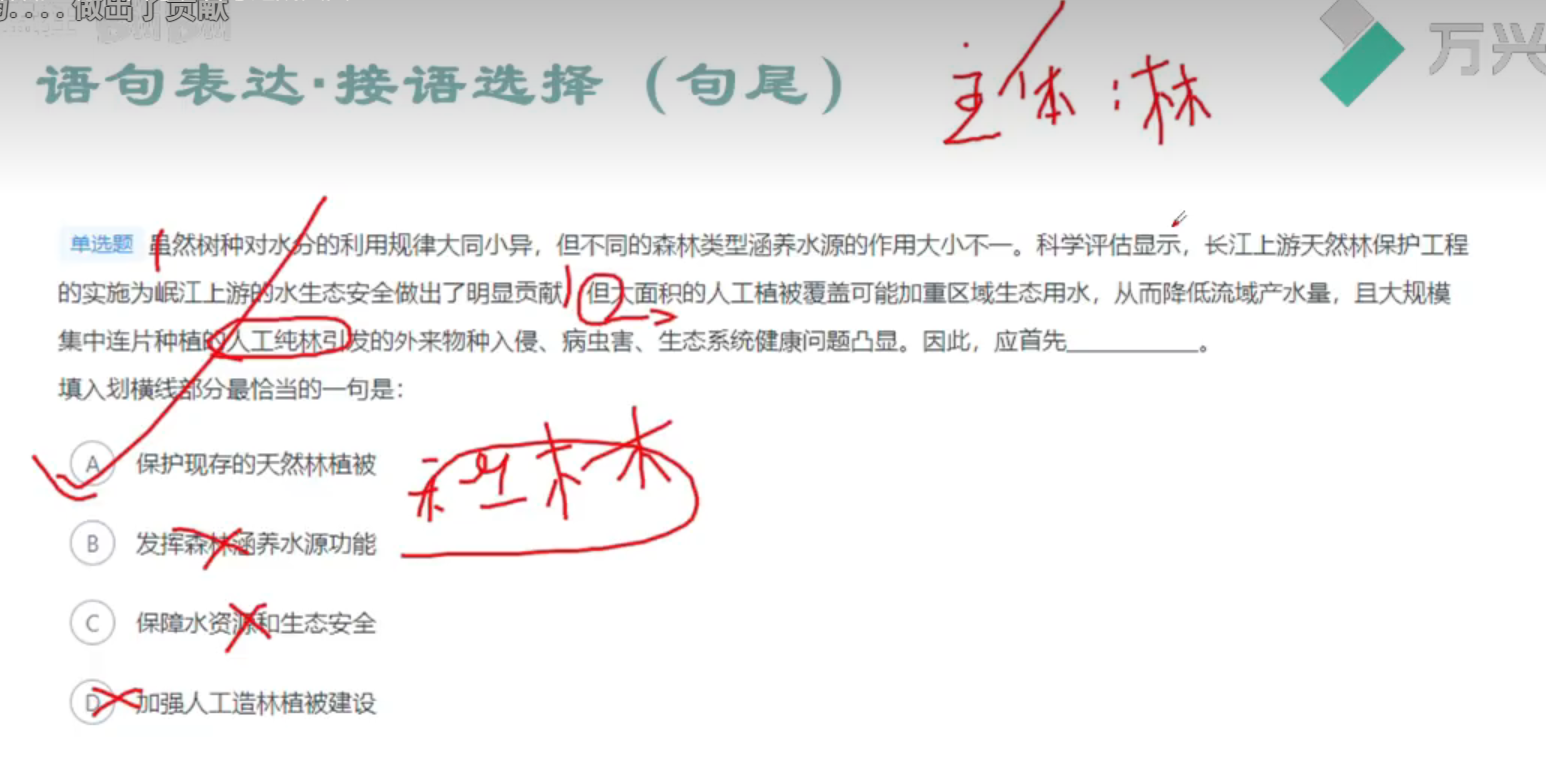 做出了贡献
语句表达·接语选择（句尾）
主体：林
万兴
单选题 虽然树种对水分的利用规律大同小异，但不同的森林类型涵养水源的作用大小不一。科学评估显示，长江上游天然林保护工程
的实施为岷江上游的水生态安全做出了明显贡献，但大面积的人工植被覆盖可能加重区域生态用水，从而降低流域产水量，且大规模
集中连片种植的人工纯林引发的外来物种入侵、病虫害、生态系统健康问题凸显。因此，应首先__________。
填入划横线部分最恰当的一句是：
A 保护现存的天然林植被
B 发挥森林涵养水源功能
C 保障水资源和生态安全
D 加强人工造林植被建设